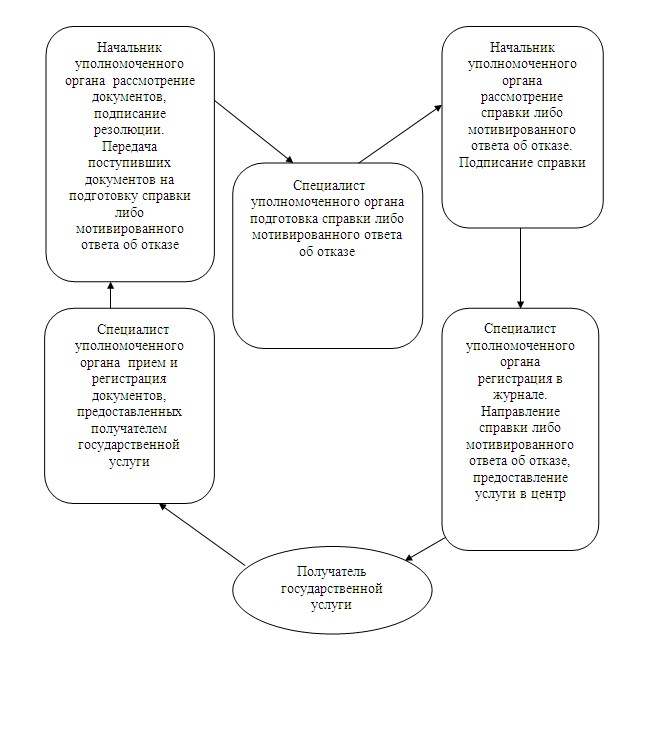 Начальник
уполномоченного
органа рассмотрение
документов,
подписание
резолюции.
Передача
поступивших
документов на
подготовку справки
либо
мотивированного
ответа об отказе
Специалист
уполномоченного органа
подготовка справки либо
мотивированного ответа
об отказе
Начальник
уполномоченного
органа
рассмотрение
справки либо
мотивированного
ответа об отказе.
Подписание справки
Специалист
уполномоченного
органа прием и
регистрация
документов,
предоставленных
получателем
государственной
услуги
Специалист
уполномоченного
органа
регистрация в
журнале.
Направление
справки либо
мотивированного
ответа об отказе,
предоставление
услуги в центр
Получатель
государственной
услуги